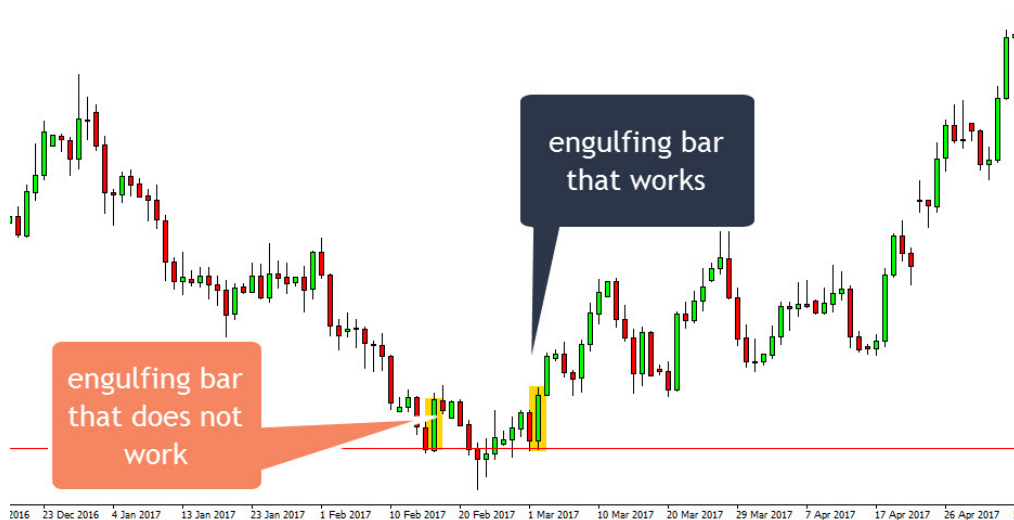 engulfing bar
that works
engulfing bar
that does not
work
2016 23 Dec 2016 4 Jan 2017 13 Jan 2017 23 Jan 2017 1 Feb 2017 10 Feb 2017 20 Feb 2017 1 Mar 2017 10 Mar 2017 20 Mar 2017 29 Mar 2017 7 Apr 2017 17 Apr 2017 26 Apr 2017